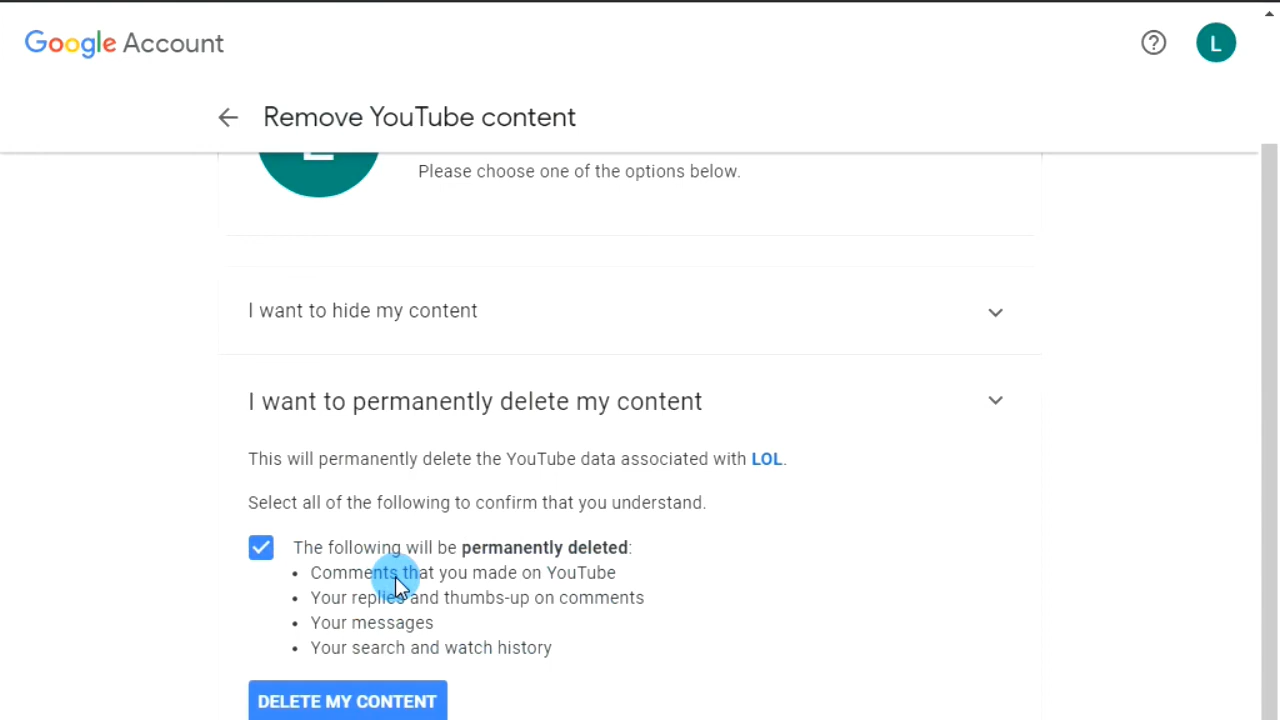 Google Account
L
Remove YouTube content
Please choose one of the options below.
I want to hide my content
I want to permanently delete my content
This will permanently delete the YouTube data associated with LOL.
Select all of the following to confirm that you understand.
The following will be permanently deleted:
• Comments that you made on YouTube
• Your replies and thumbs-up on comments
• Your messages
• Your search and watch history
DELETE MY CONTENT